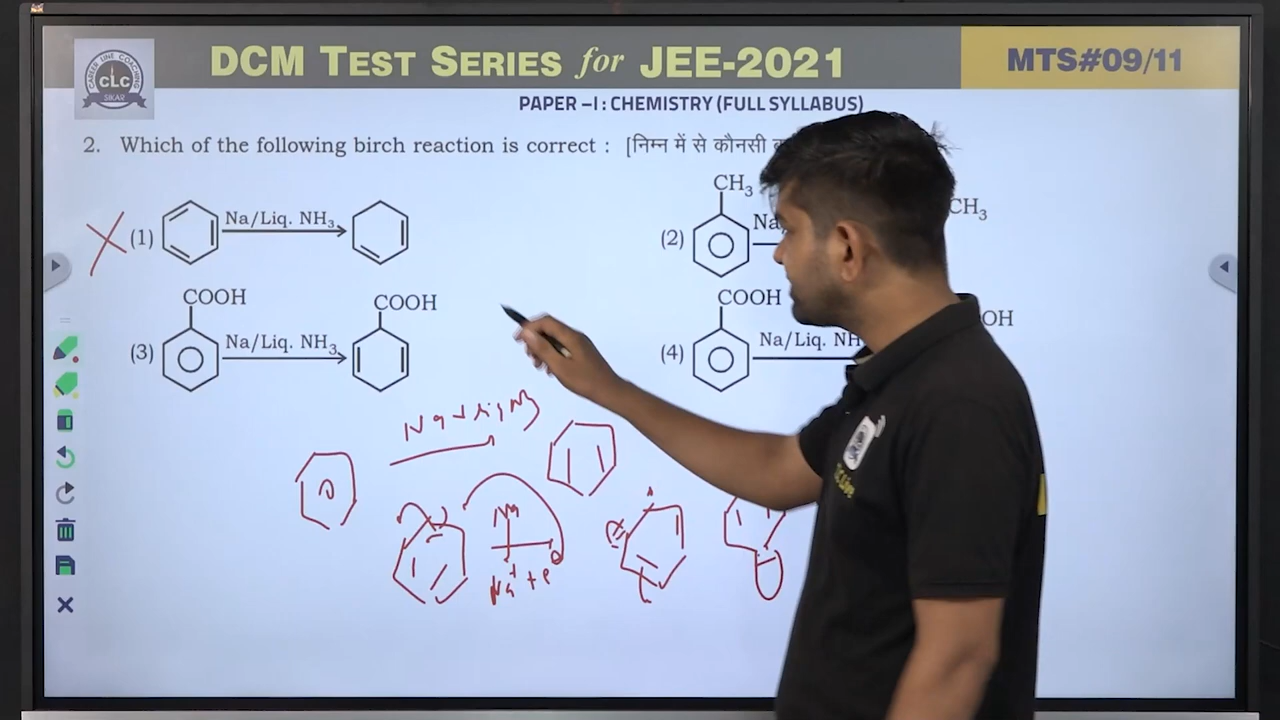 DCM TEST SERIES for JEE-2021
MTS#09/11
CAREER LINE COACHING
CLC
SIKAR
PAPER –I : CHEMISTRY (FULL SYLLABUS)
2. Which of the following birch reaction is correct : [निम्न में से कौनसी
(1) Na/Liq. NH3
(2) CH3
CH3
(3) COOH Na/Liq. NH3 COOH
(4) COOH Na/Liq. NH
OH
Na
Na+ + e